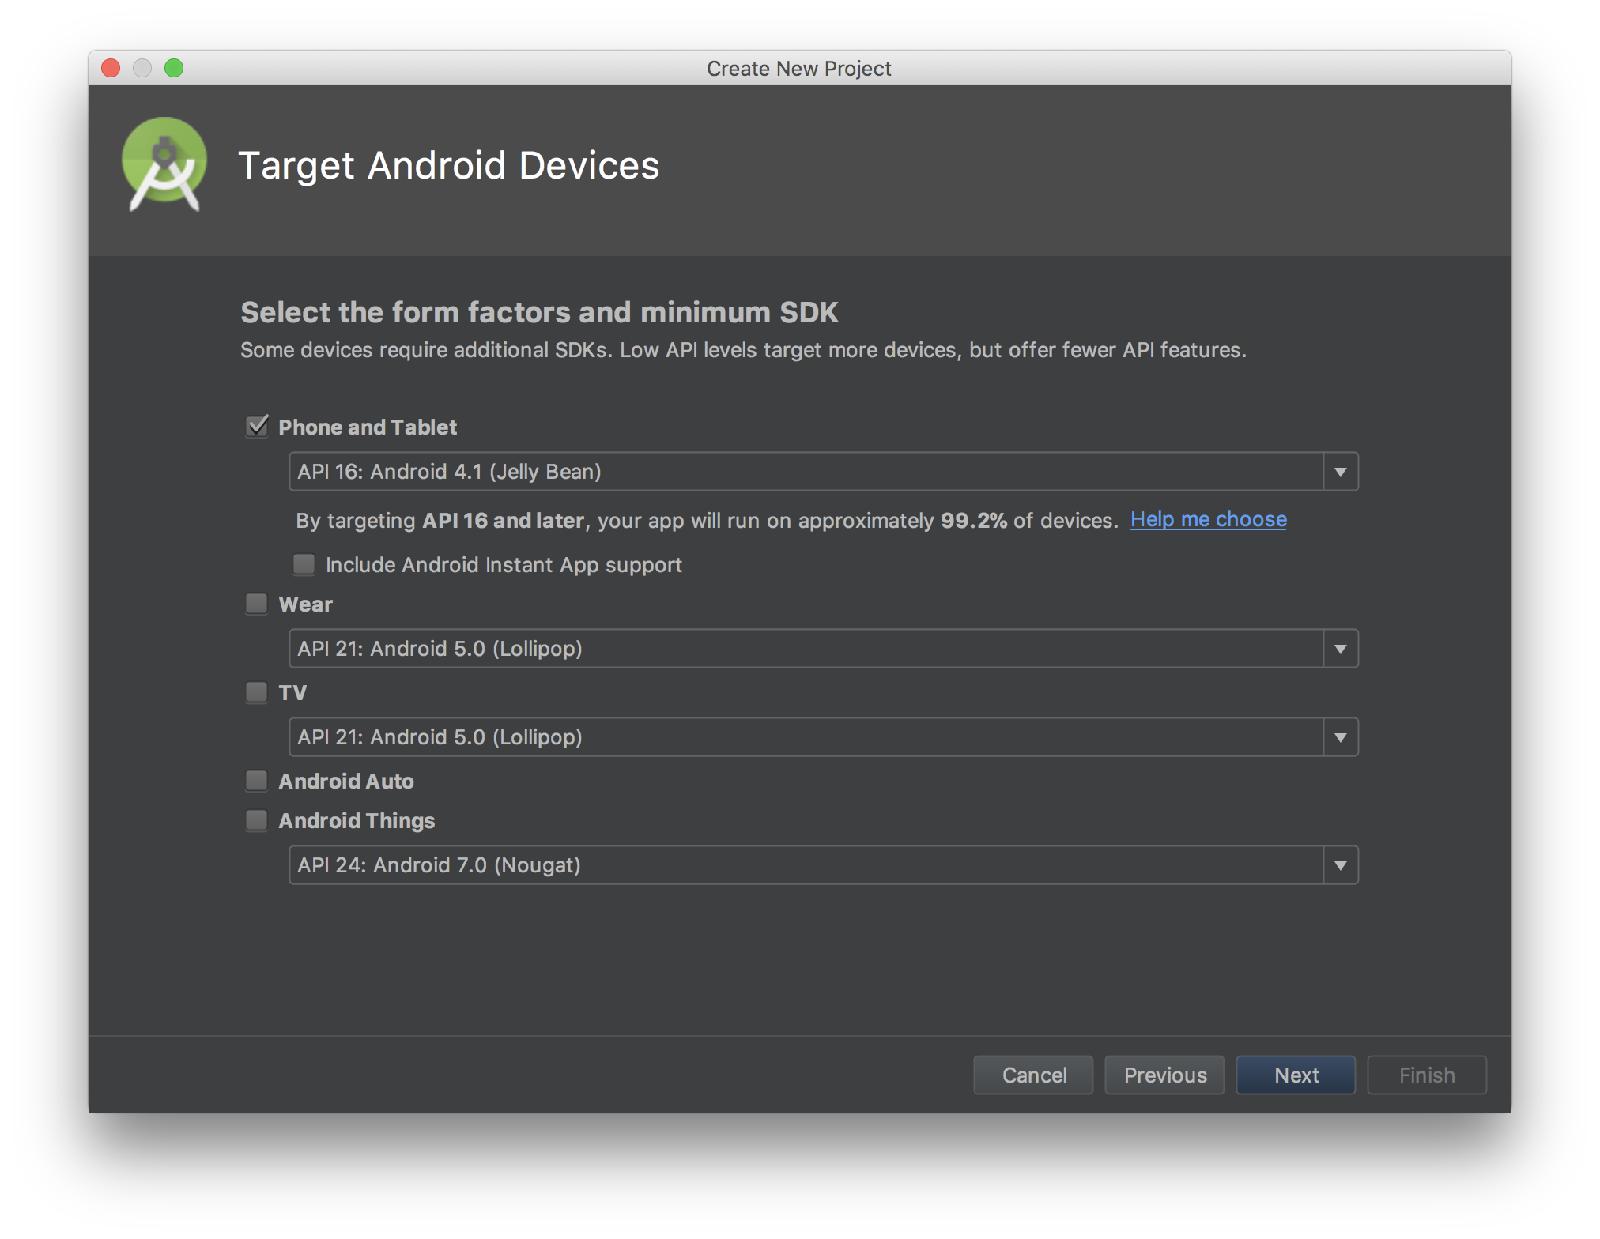 Create New Project
Target Android Devices
Select the form factors and minimum SDK
Some devices require additional SDKs. Low API levels target more devices, but offer fewer API features.
Phone and Tablet
API 16: Android 4.1 (Jelly Bean)
By targeting API 16 and later, your app will run on approximately 99.2% of devices. Help me choose
Include Android Instant App support
Wear
API 21: Android 5.0 (Lollipop)
TV
API 21: Android 5.0 (Lollipop)
Android Auto
Android Things
API 24: Android 7.0 (Nougat)
Cancel Previous Next Finish